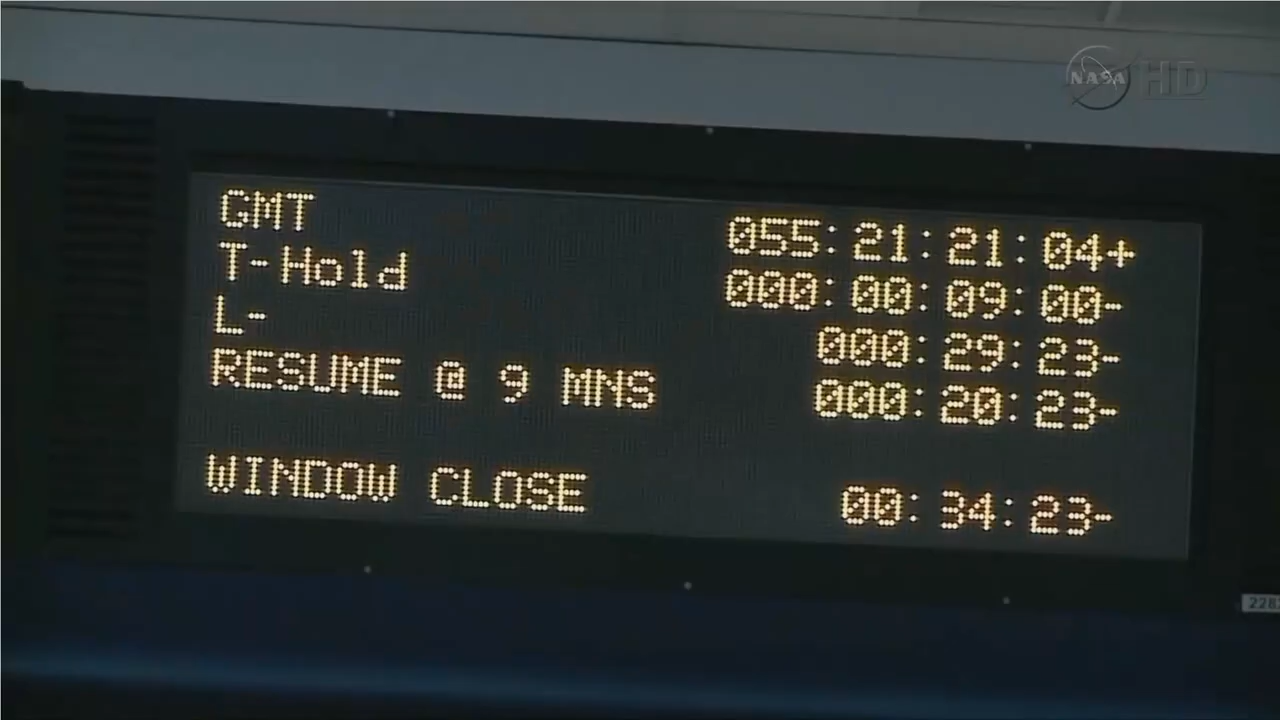 NASA HD
GMT 055:21:21:04+
T-Hold 000:00:09:00-
L- 000:29:23-
RESUME @ 9 MNS 000:20:23-
WINDOW CLOSE 00:34:23-